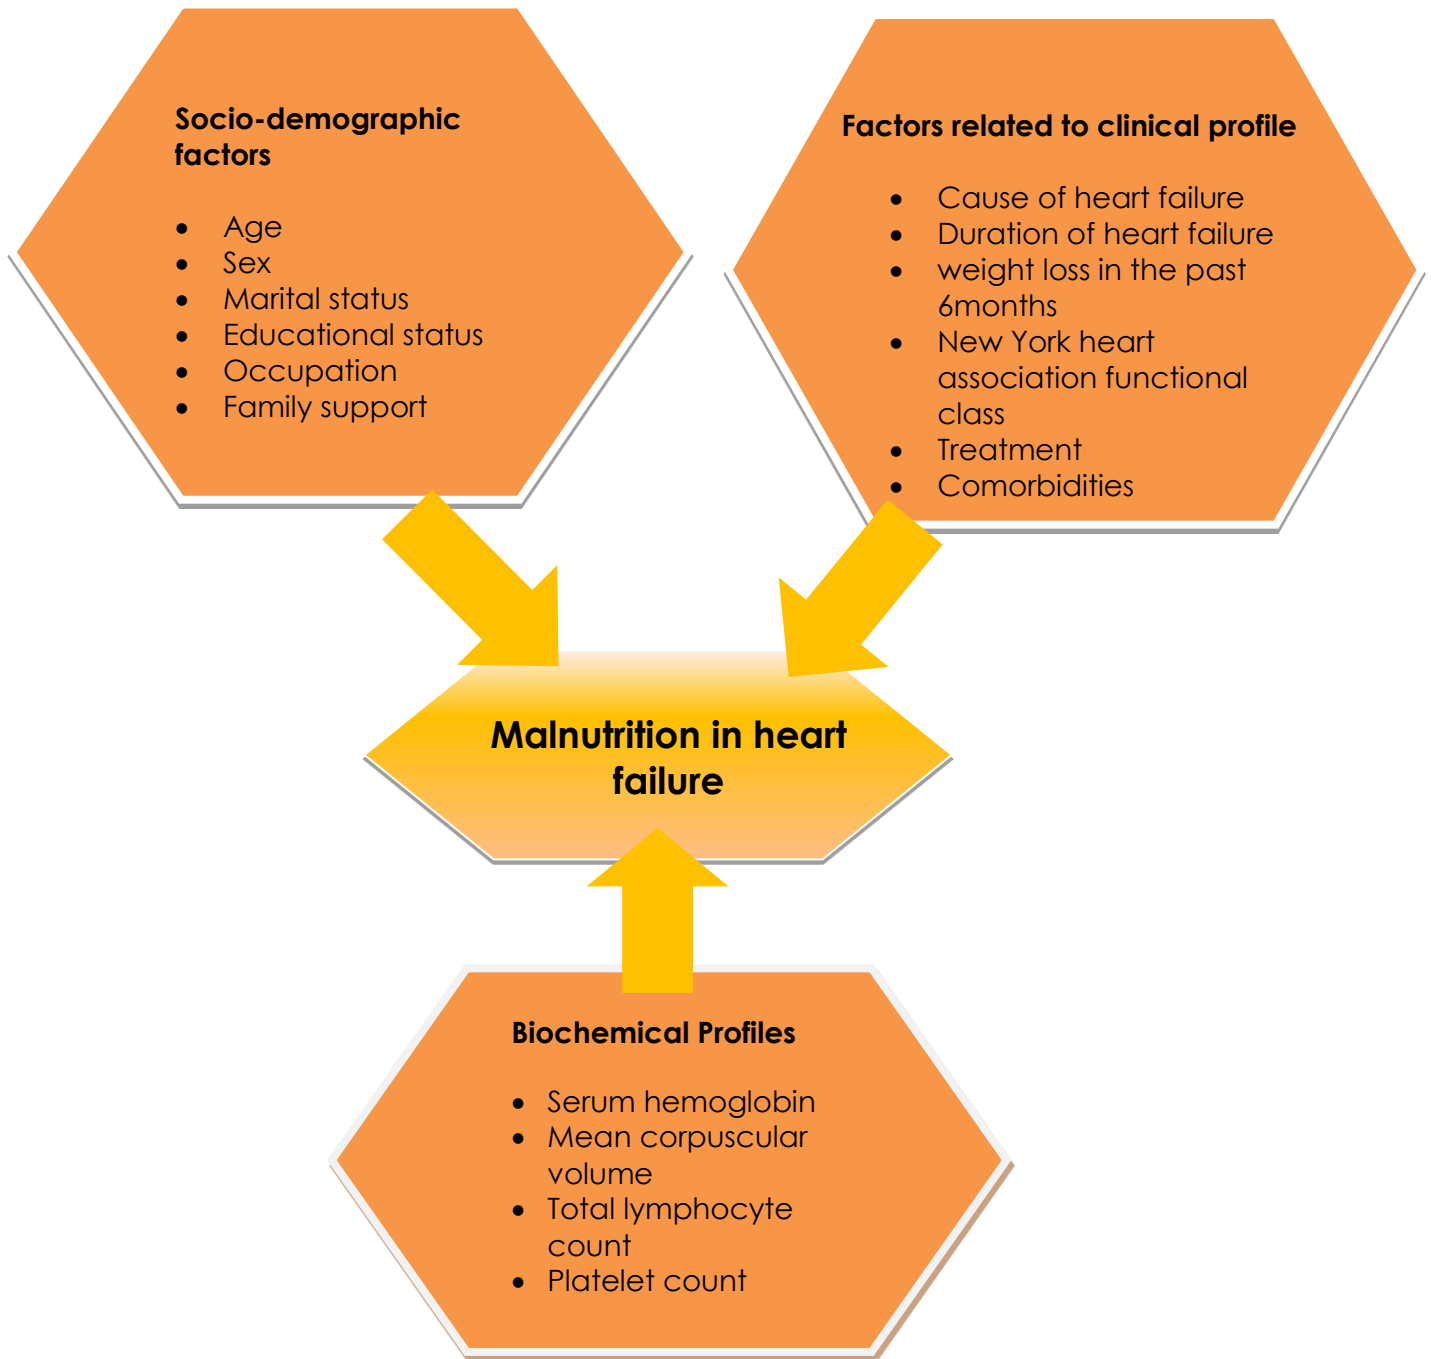 Socio-demographic
factors
• Age
• Sex
• Marital status
• Educational status
• Occupation
• Family support
Factors related to clinical profile
• Cause of heart failure
• Duration of heart failure
• weight loss in the past
6months
• New York heart
association functional
class
• Treatment
• Comorbidities
Malnutrition in heart
failure
Biochemical Profiles
• Serum hemoglobin
• Mean corpuscular
volume
• Total lymphocyte
count
• Platelet count